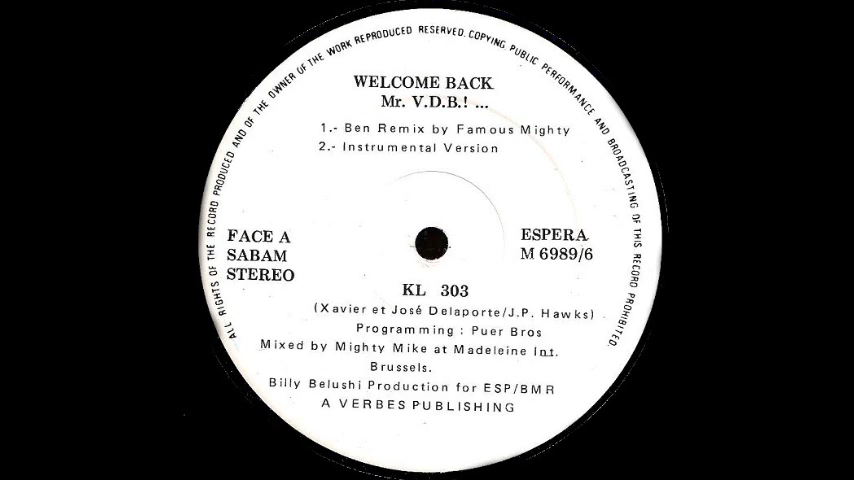 ALL RIGHTS OF THE RECORD PRODUCED AND OF THE OWNER OF THE WORK REPRODUCED RESERVED. COPYING, PUBLIC PERFORMANCE AND BROADCASTING OF THIS RECORD PROHIBITED.
WELCOME BACK
Mr. V.D.B.! ...
1.- Ben Remix by Famous Mighty
2.- Instrumental Version
FACE A
SABAM
STEREO
ESPERA
M 6989/6
KL 303
(Xavier et José Delaporte/J.P. Hawks)
Programming : Puer Bros
Mixed by Mighty Mike at Madeleine Int.
Brussels.
Billy Belushi Production for ESP/BMR
A VERBES PUBLISHING